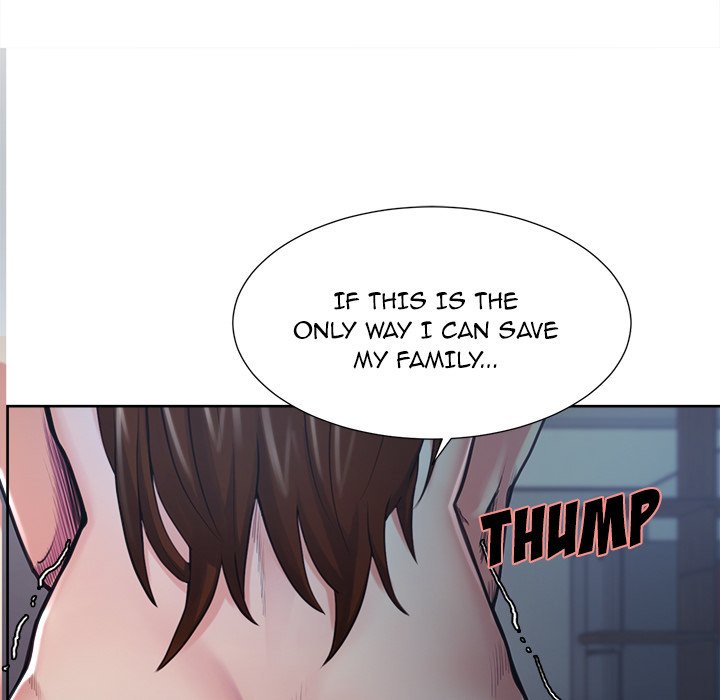 IF THIS IS THE
ONLY WAY I CAN SAVE
MY FAMILY...
THUMP